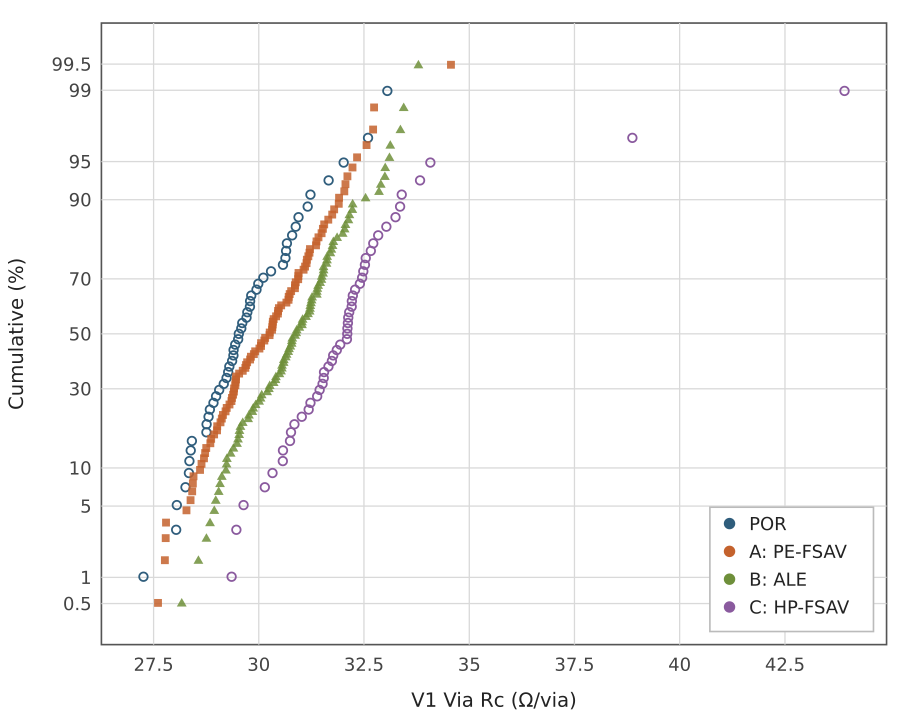 99.5
99
95
90
70
50
30
10
5
1
0.5
Cumulative (%)
27.5 30 32.5 35 37.5 40 42.5
V1 Via Rc (Ω/via)
POR
A: PE-FSAV
B: ALE
C: HP-FSAV